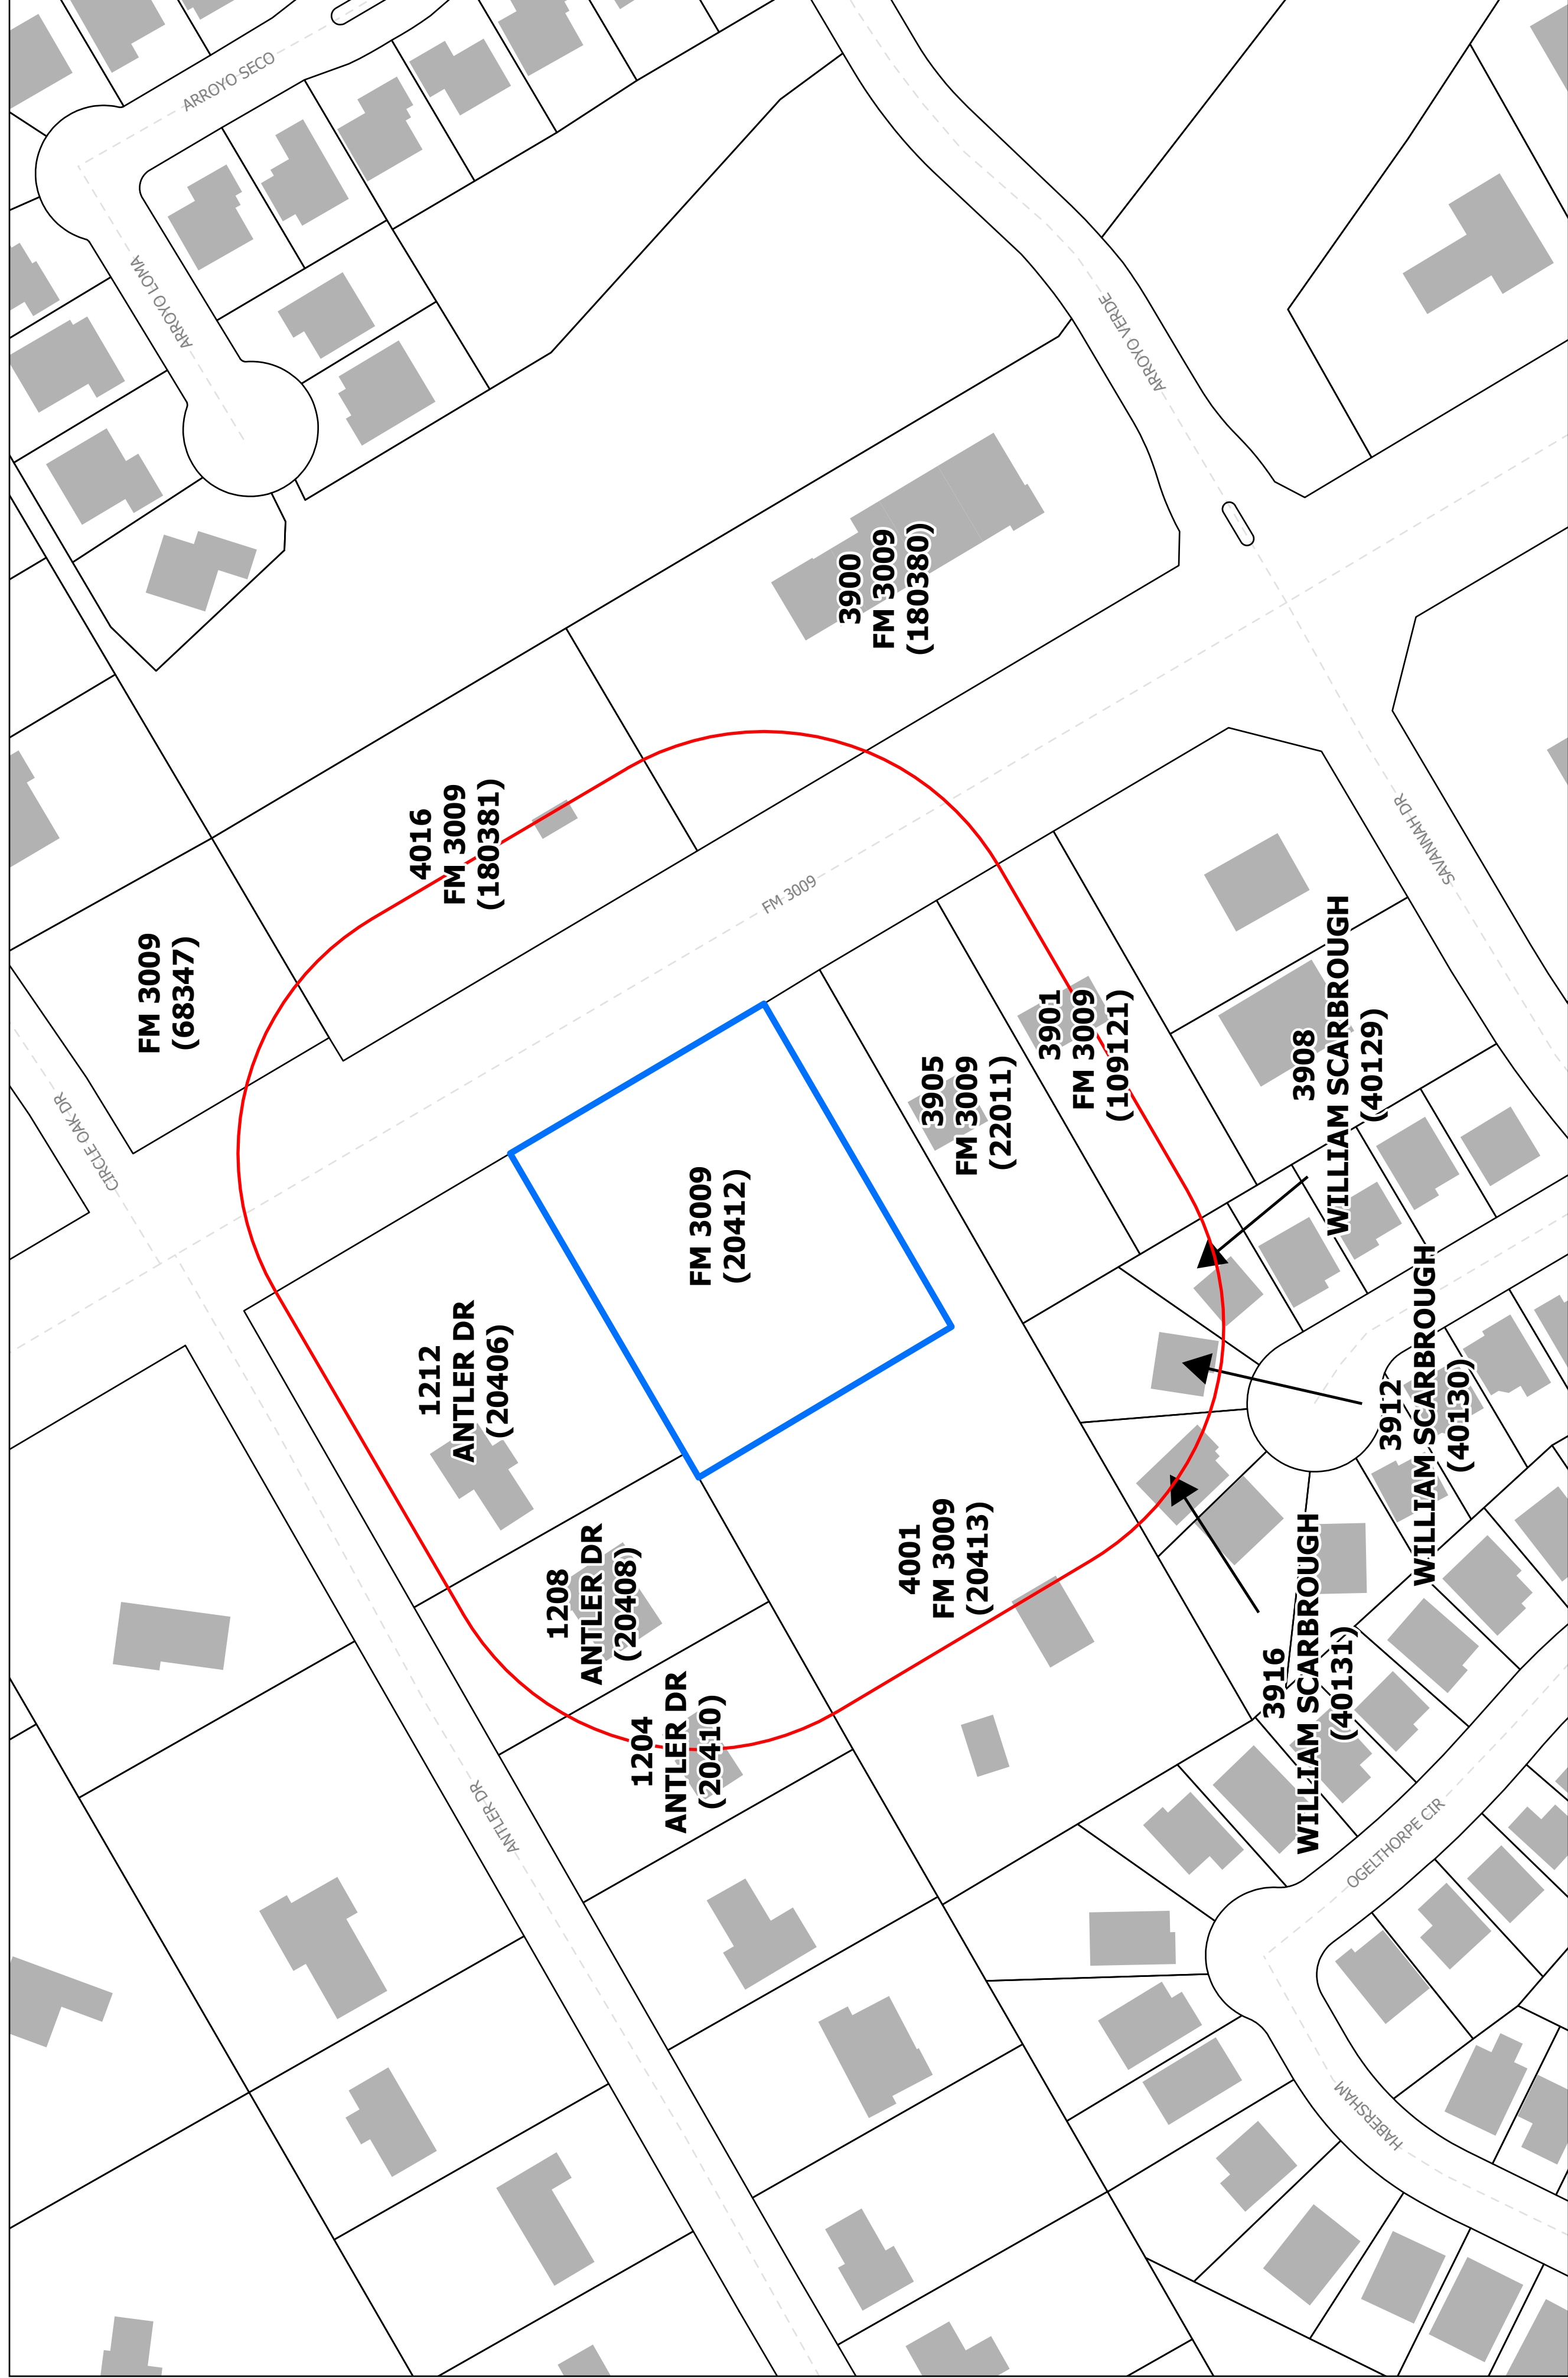 ARROYO SECO
ARROYO LOMA
ARROYO VERDE
3900
FM 3009
(180380)
4016
FM 3009
(180381)
FM 3009
SAVANNAH DR
FM 3009
(68347)
CIRCLE OAK DR
3901
FM 3009
(109121)
3905
FM 3009
(22011)
3908
WILLIAM SCARBROUGH
(40129)
FM 3009
(20412)
1212
ANTLER DR
(20406)
3912
WILLIAM SCARBROUGH
(40130)
4001
FM 3009
(20413)
1208
ANTLER DR
(20408)
3916
WILLIAM SCARBROUGH
(40131)
1204
ANTLER DR
(20410)
ANTLER DR
OGELTHORPE CIR
HABERSHAM